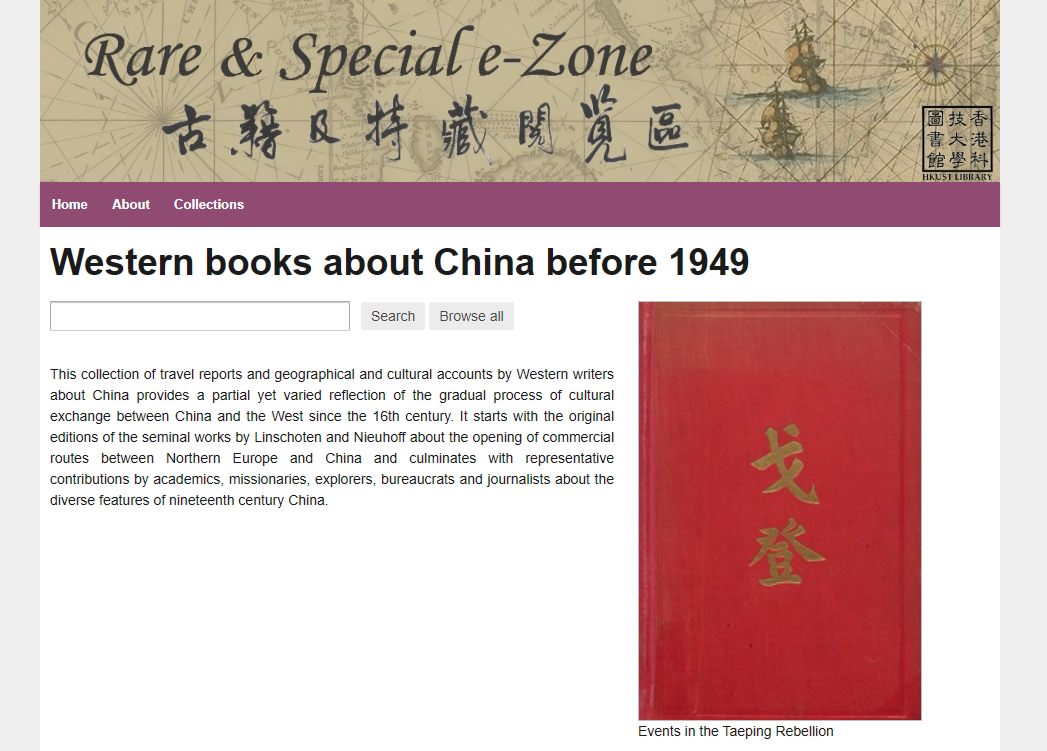 Rare & Special e-Zone
古籍及特藏閱覽區
香港科
技大學
圖書館
HKUST LIBRARY
Home About Collections
Western books about China before 1949
Search Browse all
This collection of travel reports and geographical and cultural accounts by Western writers
about China provides a partial yet varied reflection of the gradual process of cultural
exchange between China and the West since the 16th century. It starts with the original
editions of the seminal works by Linschoten and Nieuhoff about the opening of commercial
routes between Northern Europe and China and culminates with representative
contributions by academics, missionaries, explorers, bureaucrats and journalists about the
diverse features of nineteenth century China.
戈
登
Events in the Taeping Rebellion